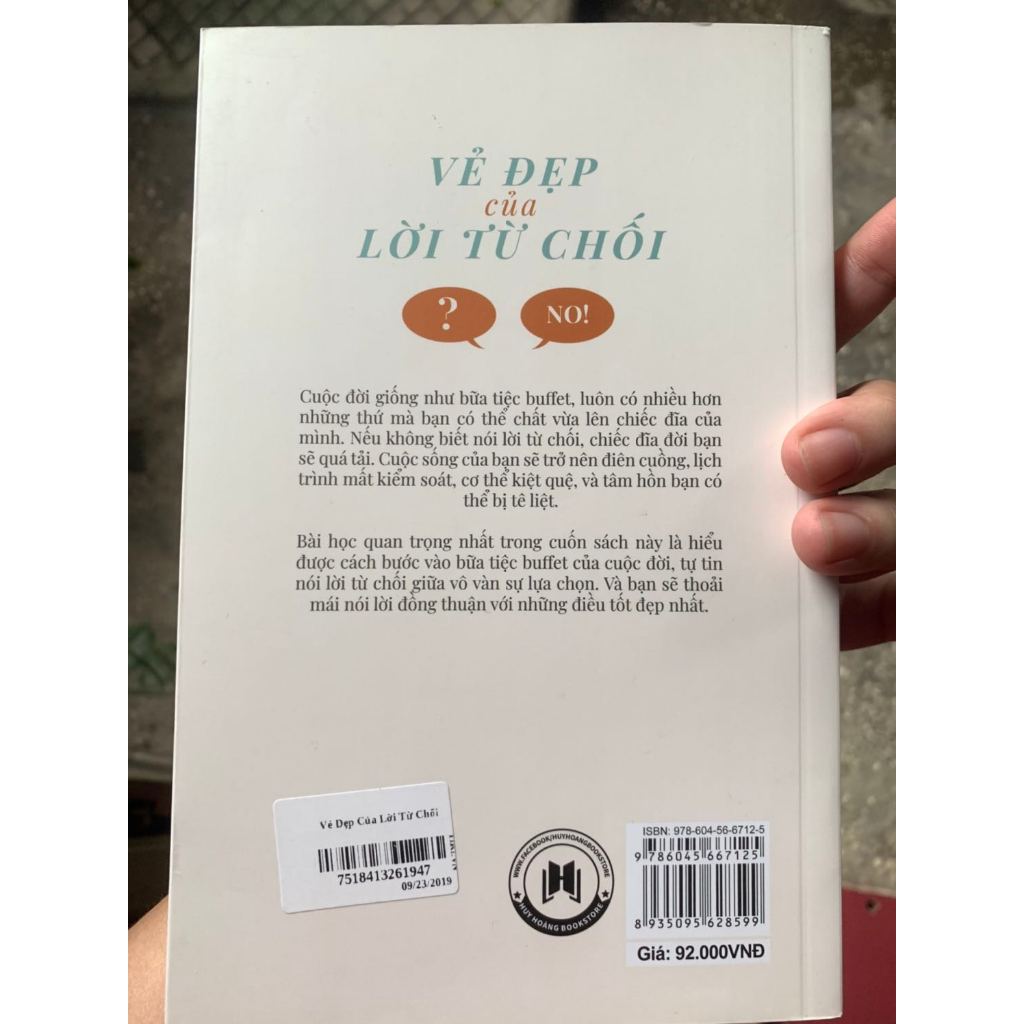 VẺ ĐẸP
của
LỜI TỪ CHỐI
?
NO!
Cuộc đời giống như bữa tiệc buffet, luôn có nhiều hơn
những thứ mà bạn có thể chất vừa lên chiếc đĩa của
mình. Nếu không biết nói lời từ chối, chiếc đĩa đời bạn
sẽ quá tải. Cuộc sống của bạn sẽ trở nên điên cuồng, lịch
trình mất kiểm soát, cơ thể kiệt quệ, và tâm hồn bạn có
thể bị tê liệt.
Bài học quan trọng nhất trong cuốn sách này là hiểu
được cách bước vào bữa tiệc buffet của cuộc đời, tự tin
nói lời từ chối giữa vô vàn sự lựa chọn. Và bạn sẽ thoải
mái nói lời đồng thuận với những điều tốt đẹp nhất.
Vẻ Đẹp Của Lời Từ Chối
7518413261947
09/23/2019
WWW.FACEBOOK/HUYHOANGBOOKSTORE
HUY HOÀNG BOOKSTORE
ISBN: 978-604-56-6712-5
9 786045 667125
8 935095 628599
Giá: 92.000VNĐ